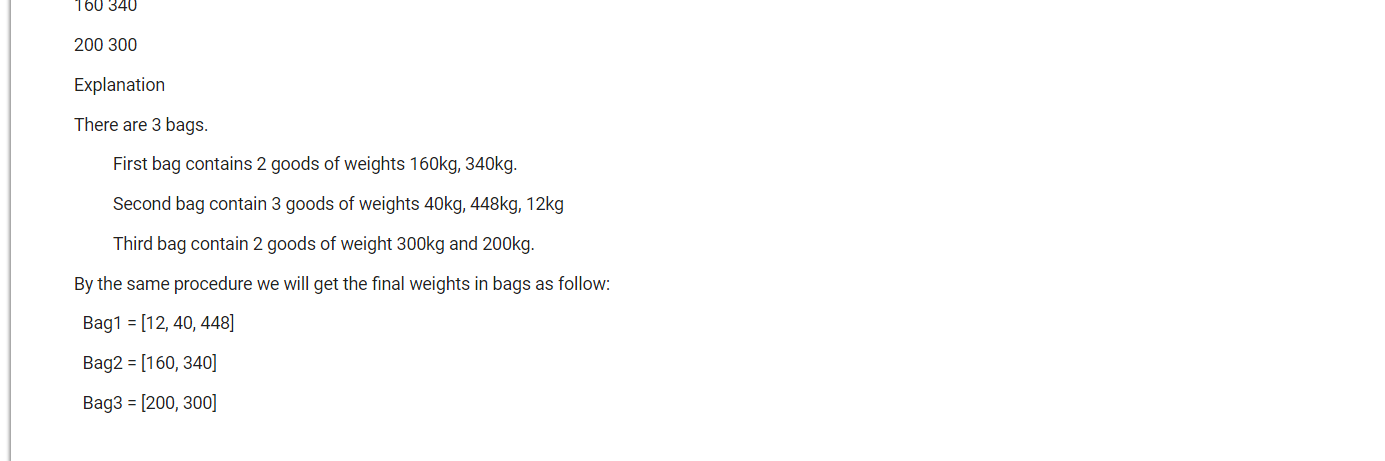 160 340
200 300
Explanation
There are 3 bags.
First bag contains 2 goods of weights 160kg, 340kg.
Second bag contain 3 goods of weights 40kg, 448kg, 12kg
Third bag contain 2 goods of weight 300kg and 200kg.
By the same procedure we will get the final weights in bags as follow:
Bag1 = [12, 40, 448]
Bag2 = [160, 340]
Bag3 = [200, 300]